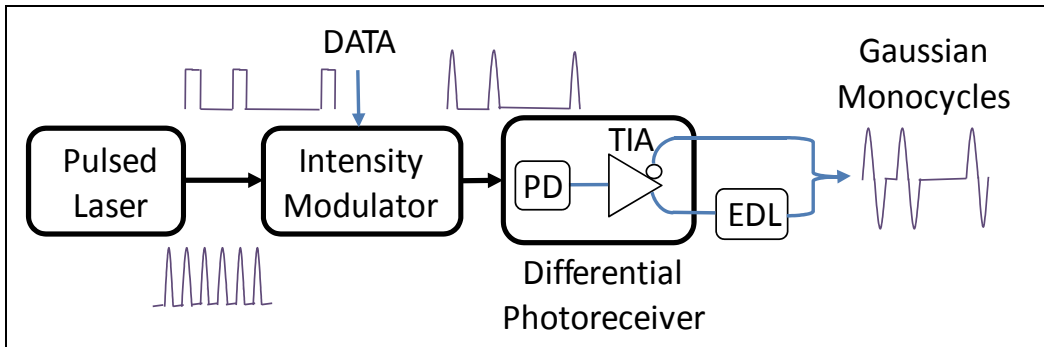 DATA
Gaussian
Monocycles
Pulsed
Laser
Intensity
Modulator
TIA
PD
EDL
Differential
Photoreceiver